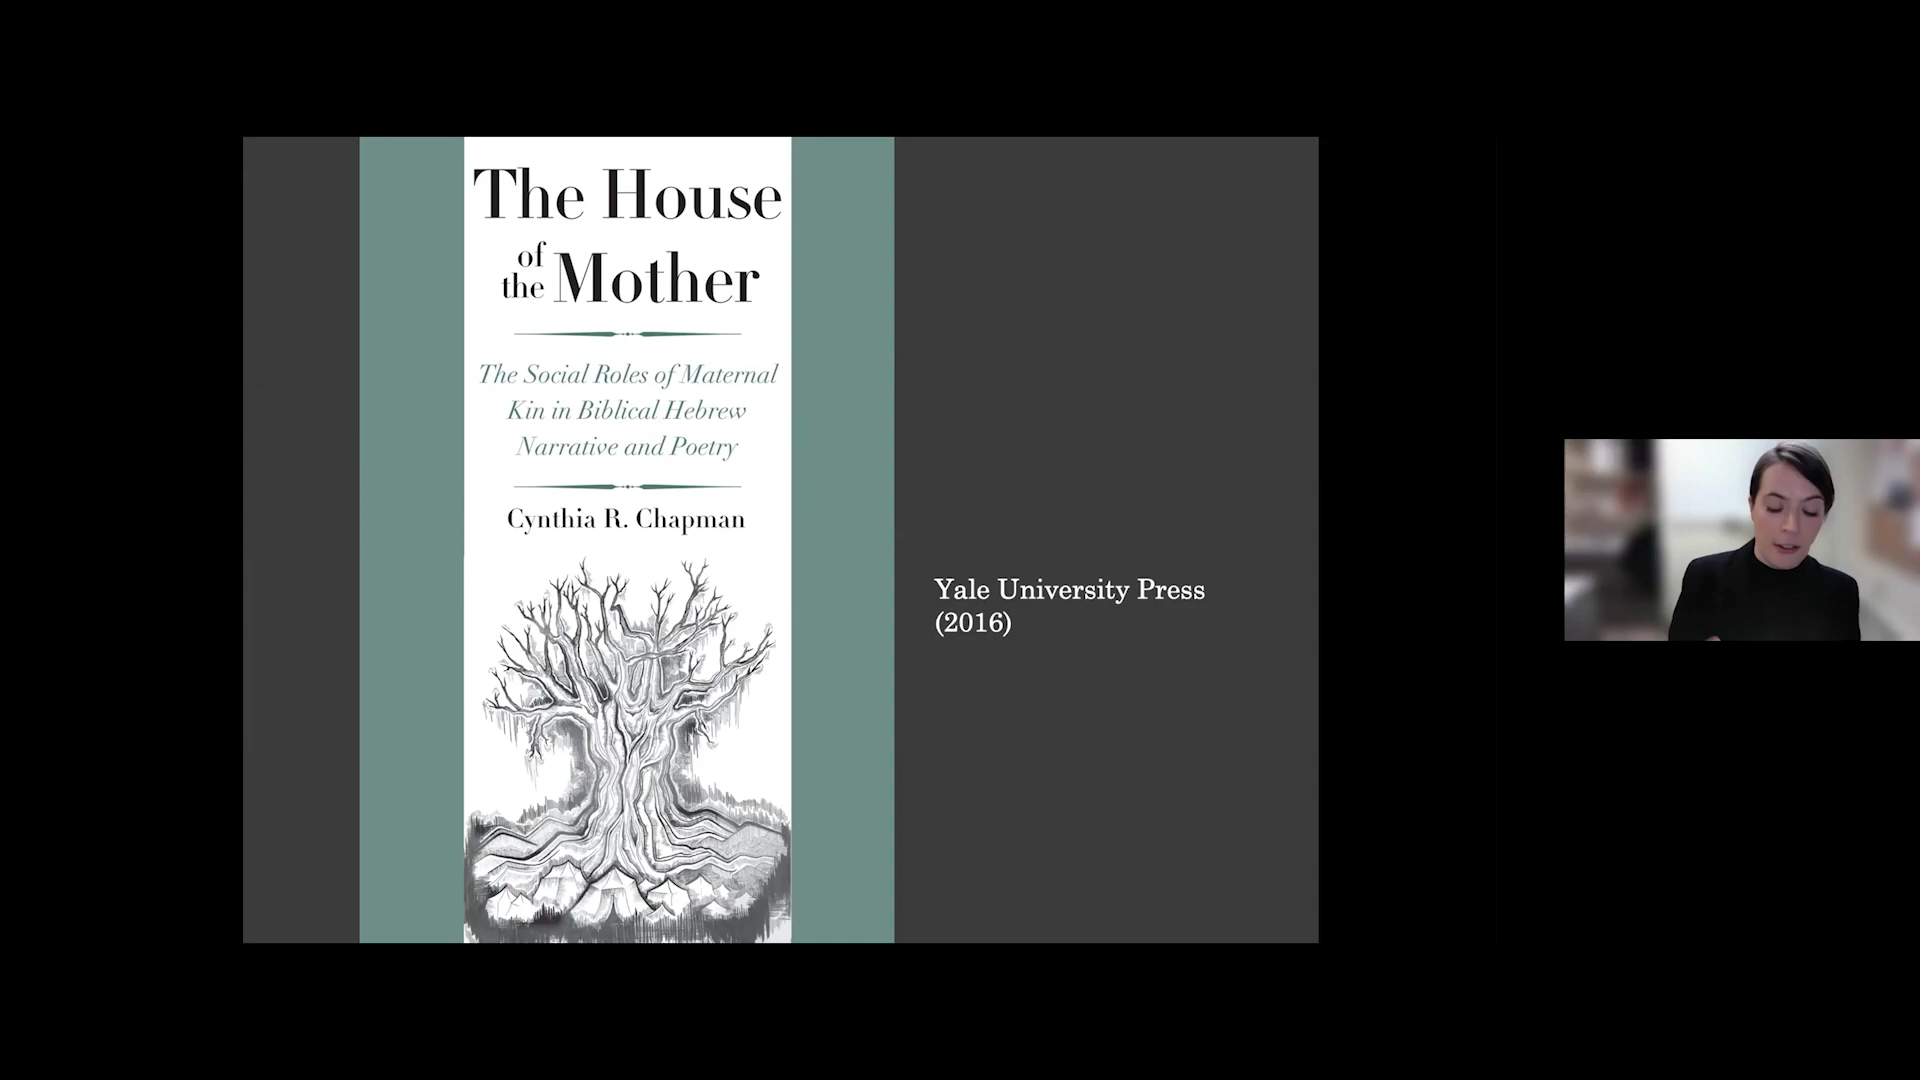 The House
of the Mother
The Social Roles of Maternal
Kin in Biblical Hebrew
Narrative and Poetry
Cynthia R. Chapman
Yale University Press
(2016)